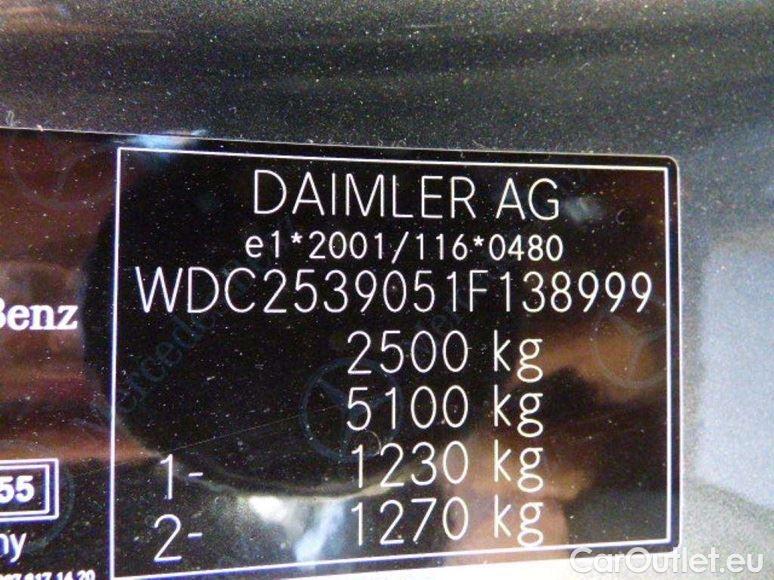 DAIMLER AG
e1*2001/116*0480
WDC2539051F138999
2500 kg
5100 kg
1- 1230 kg
2- 1270 kg
Benz
55
CarOutlet.eu